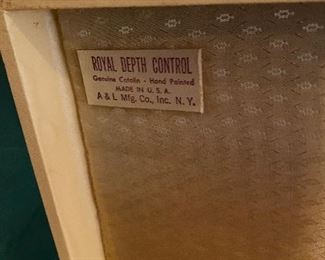 ROYAL DEPTH CONTROL
Genuine Catalin - Hand Painted
MADE IN U. S. A.
A & L Mfg. Co., Inc. N. Y.